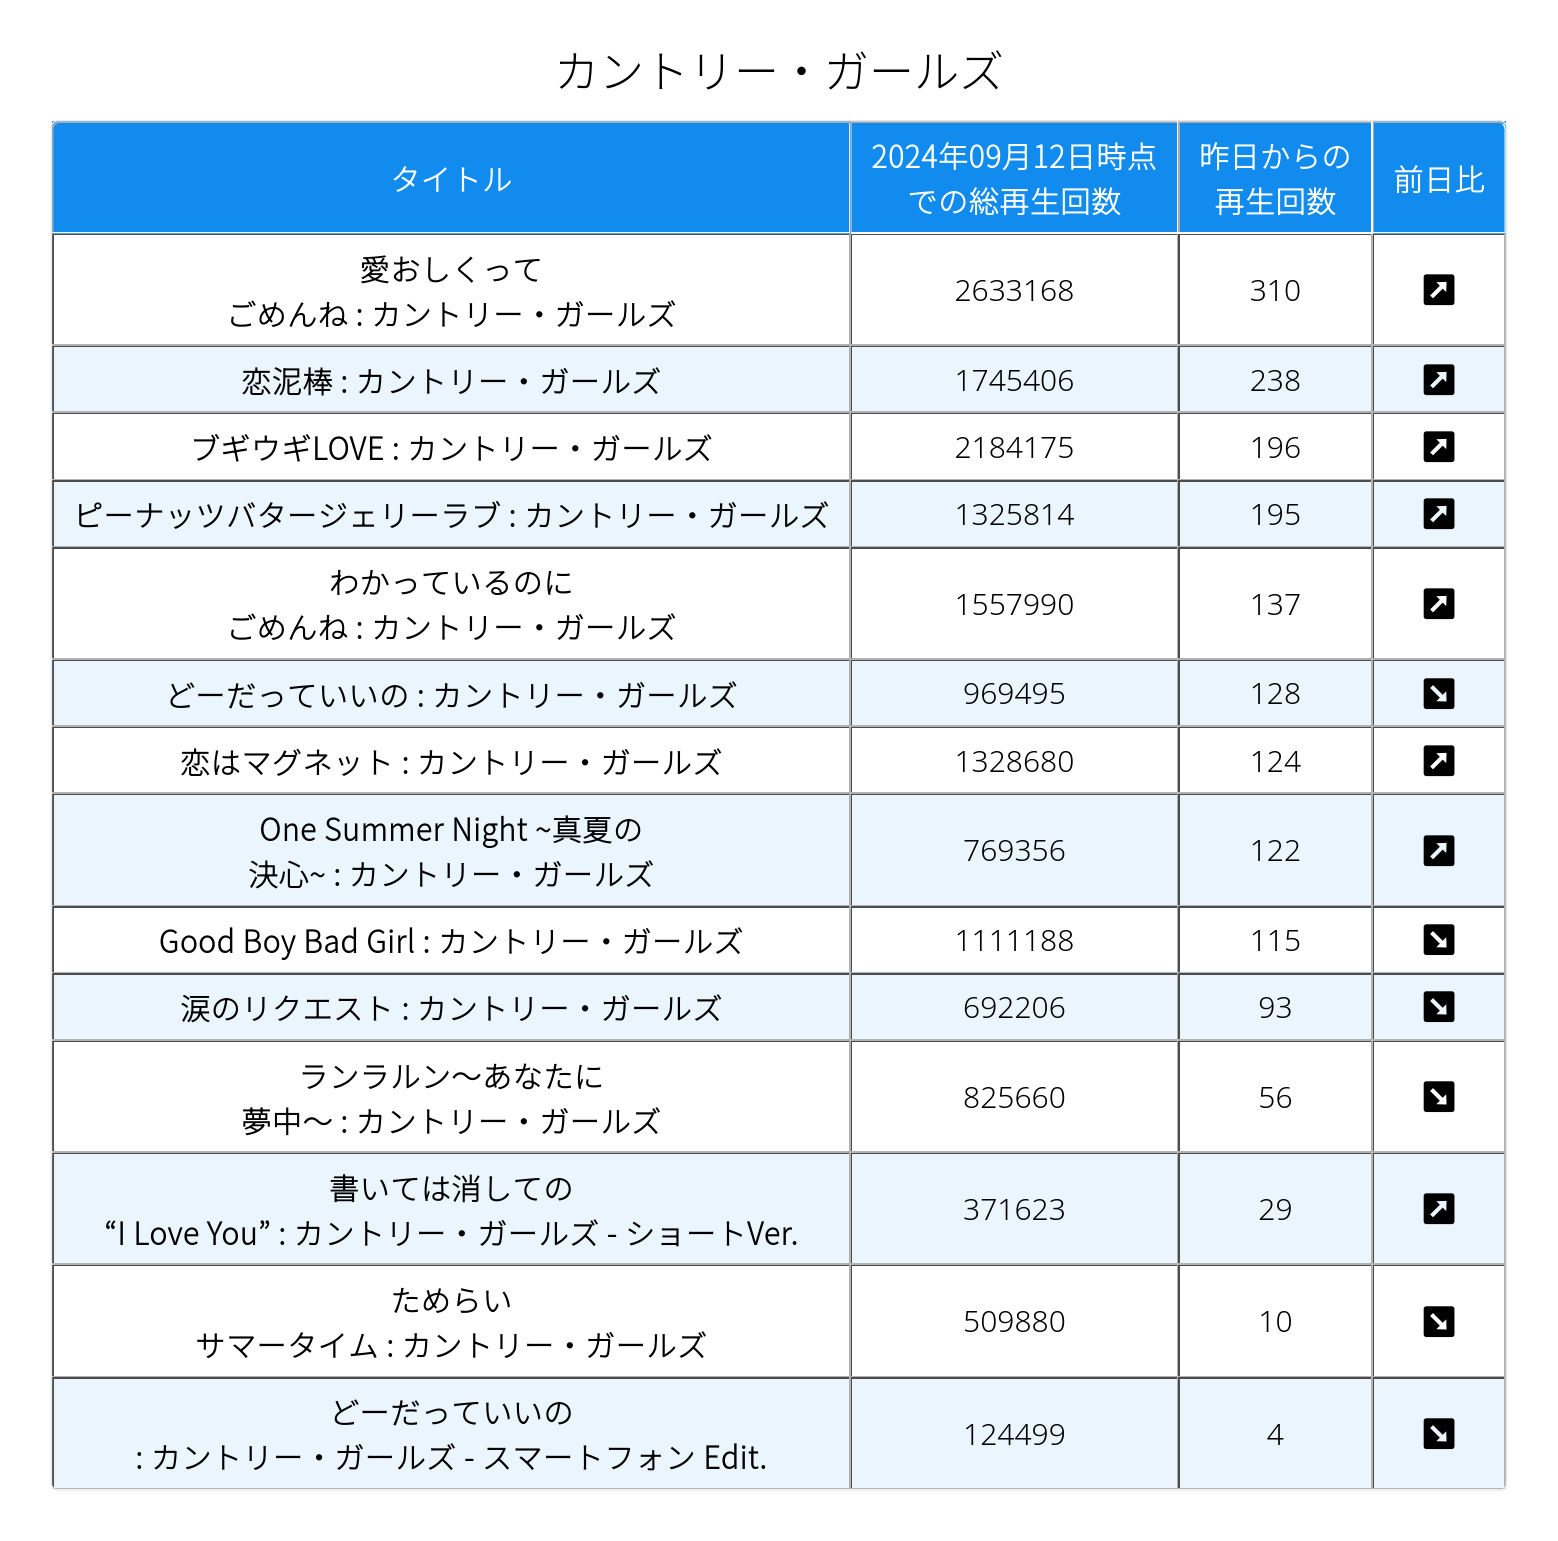 カントリー・ガールズ
タイトル
2024年09月12日時点
での総再生回数
昨日からの
再生回数
前日比
愛おしくって
ごめんね : カントリー・ガールズ
2633168
310
恋泥棒 : カントリー・ガールズ
1745406
238
ブギウギLOVE : カントリー・ガールズ
2184175
196
ピーナッツバタージェリーラブ : カントリー・ガールズ
1325814
195
わかっているのに
ごめんね : カントリー・ガールズ
1557990
137
どーだっていいの : カントリー・ガールズ
969495
128
恋はマグネット : カントリー・ガールズ
1328680
124
One Summer Night ~真夏の
決心~ : カントリー・ガールズ
769356
122
Good Boy Bad Girl : カントリー・ガールズ
1111188
115
涙のリクエスト : カントリー・ガールズ
692206
93
ランラルン～あなたに
夢中～ : カントリー・ガールズ
825660
56
書いては消しての
“I Love You” : カントリー・ガールズ - ショートVer.
371623
29
ためらい
サマータイム : カントリー・ガールズ
509880
10
どーだっていいの
: カントリー・ガールズ - スマートフォン Edit.
124499
4